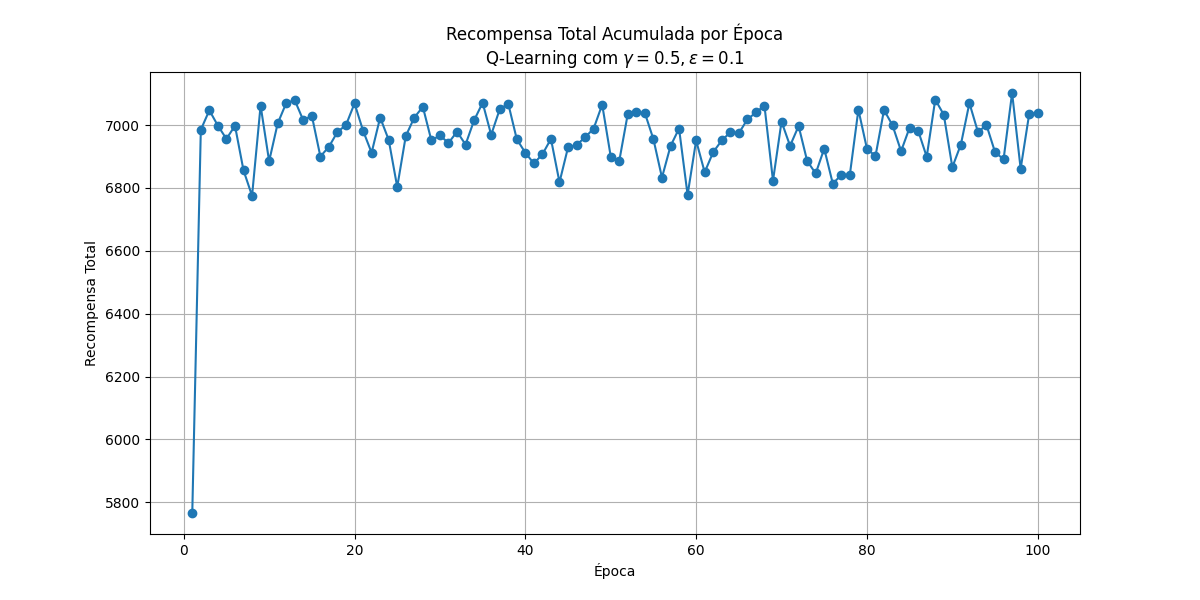 Recompensa Total Acumulada por Época
Q-Learning com γ = 0.5, ε = 0.1
Recompensa Total
7000
6800
6600
6400
6200
6000
5800
0 20 40 60 80 100
Época